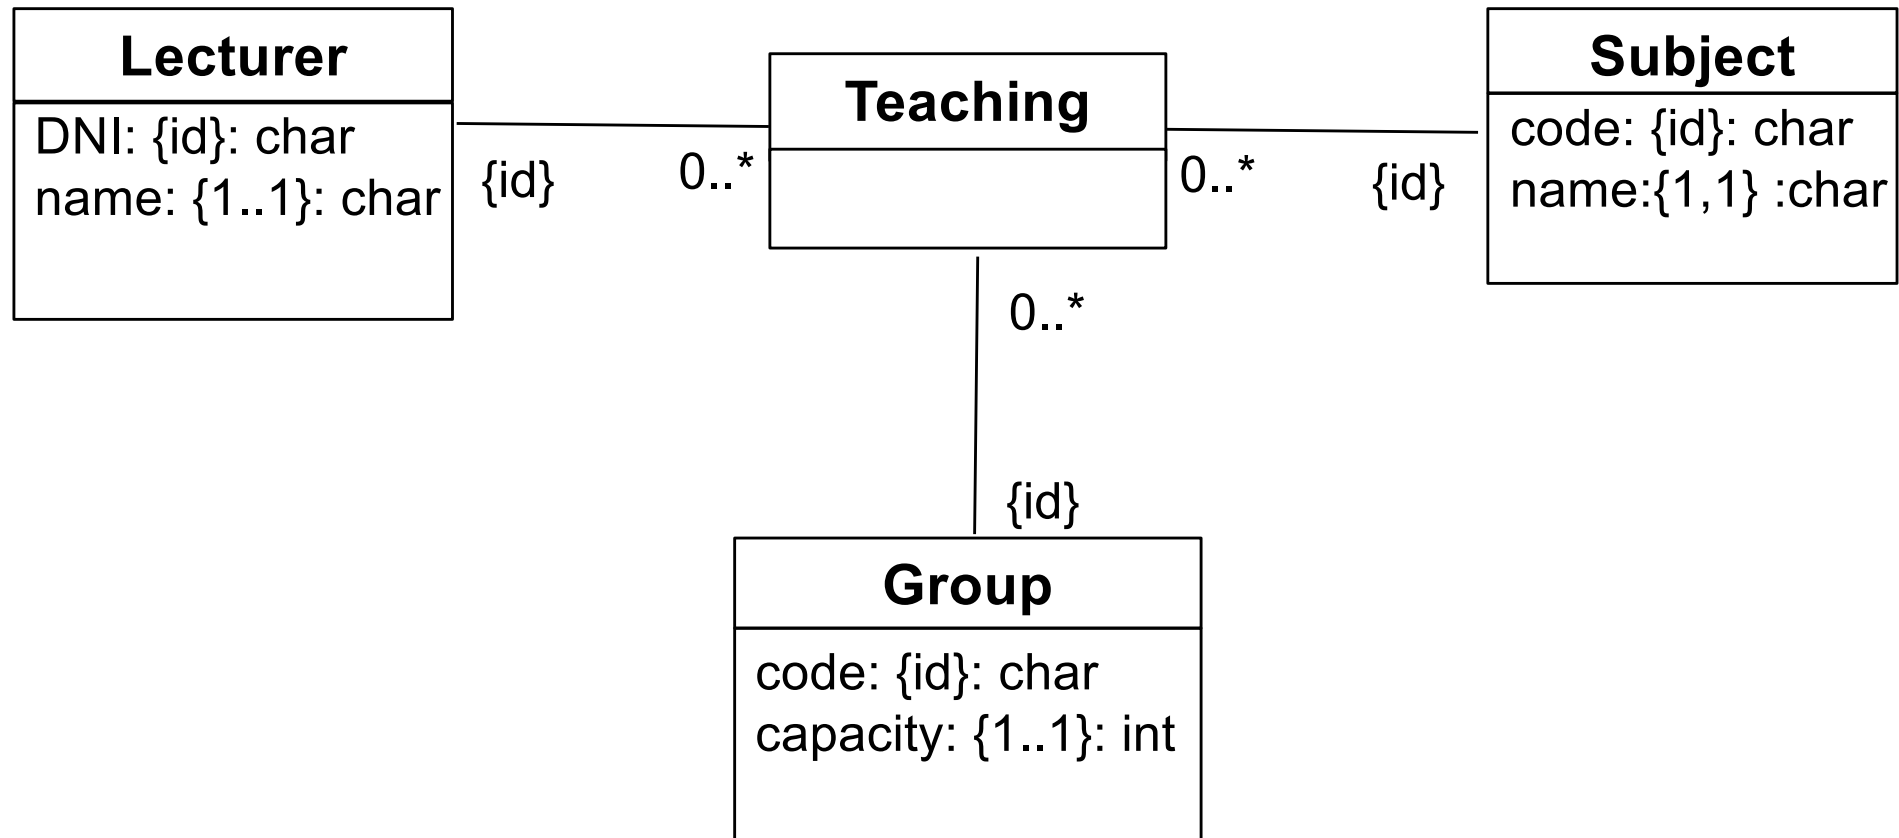 Lecturer
DNI: {id}: char
name: {1..1}: char
{id}
0..*
Teaching
0..*
{id}
Subject
code: {id}: char
name:{1,1} :char
0..*
{id}
Group
code: {id}: char
capacity: {1..1}: int